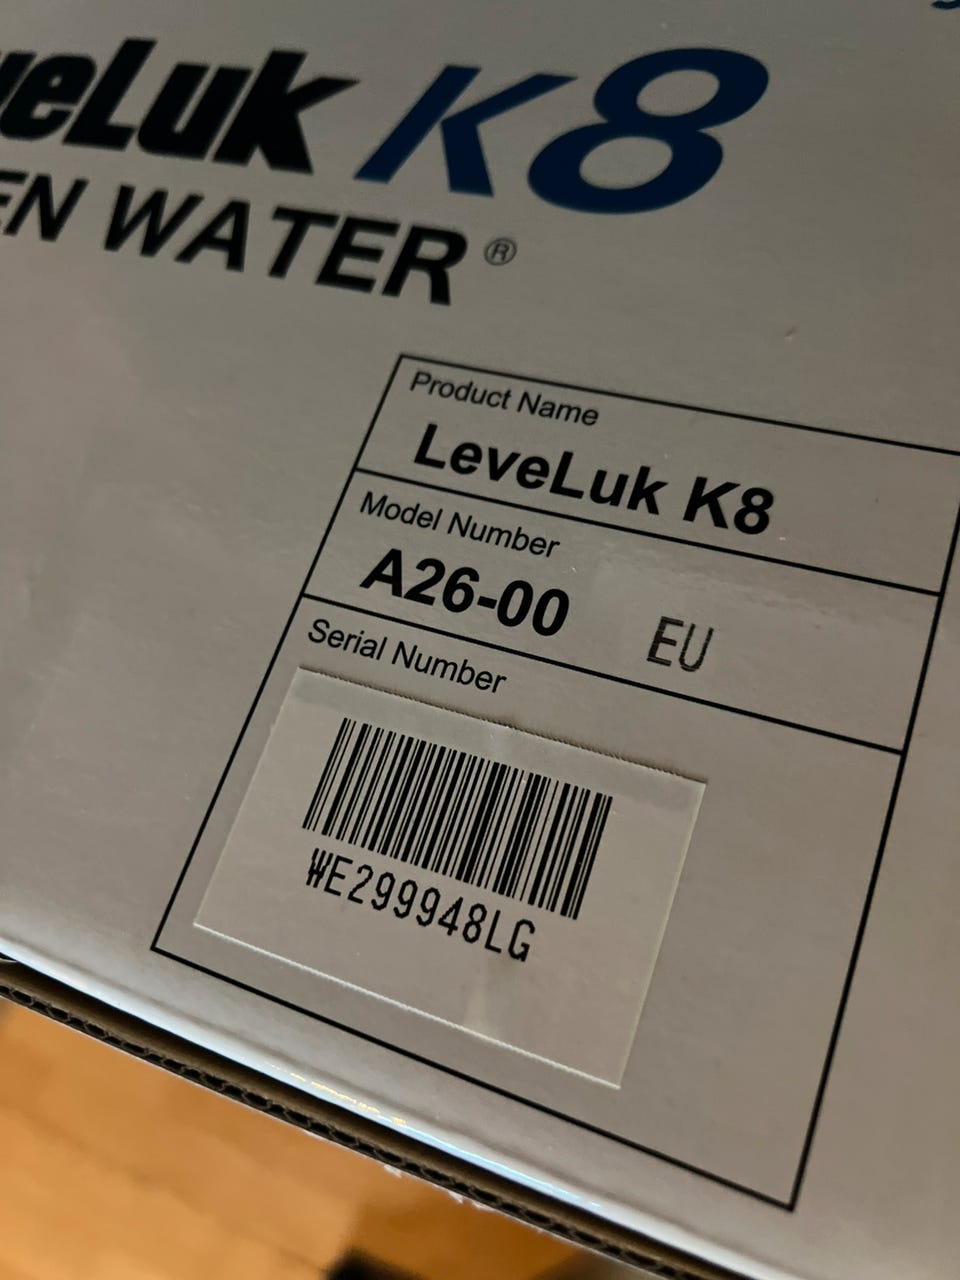 eLuk K8
EN WATER®
Product Name
LeveLuk K8
Model Number
A26-00 EU
Serial Number
WE299948LG